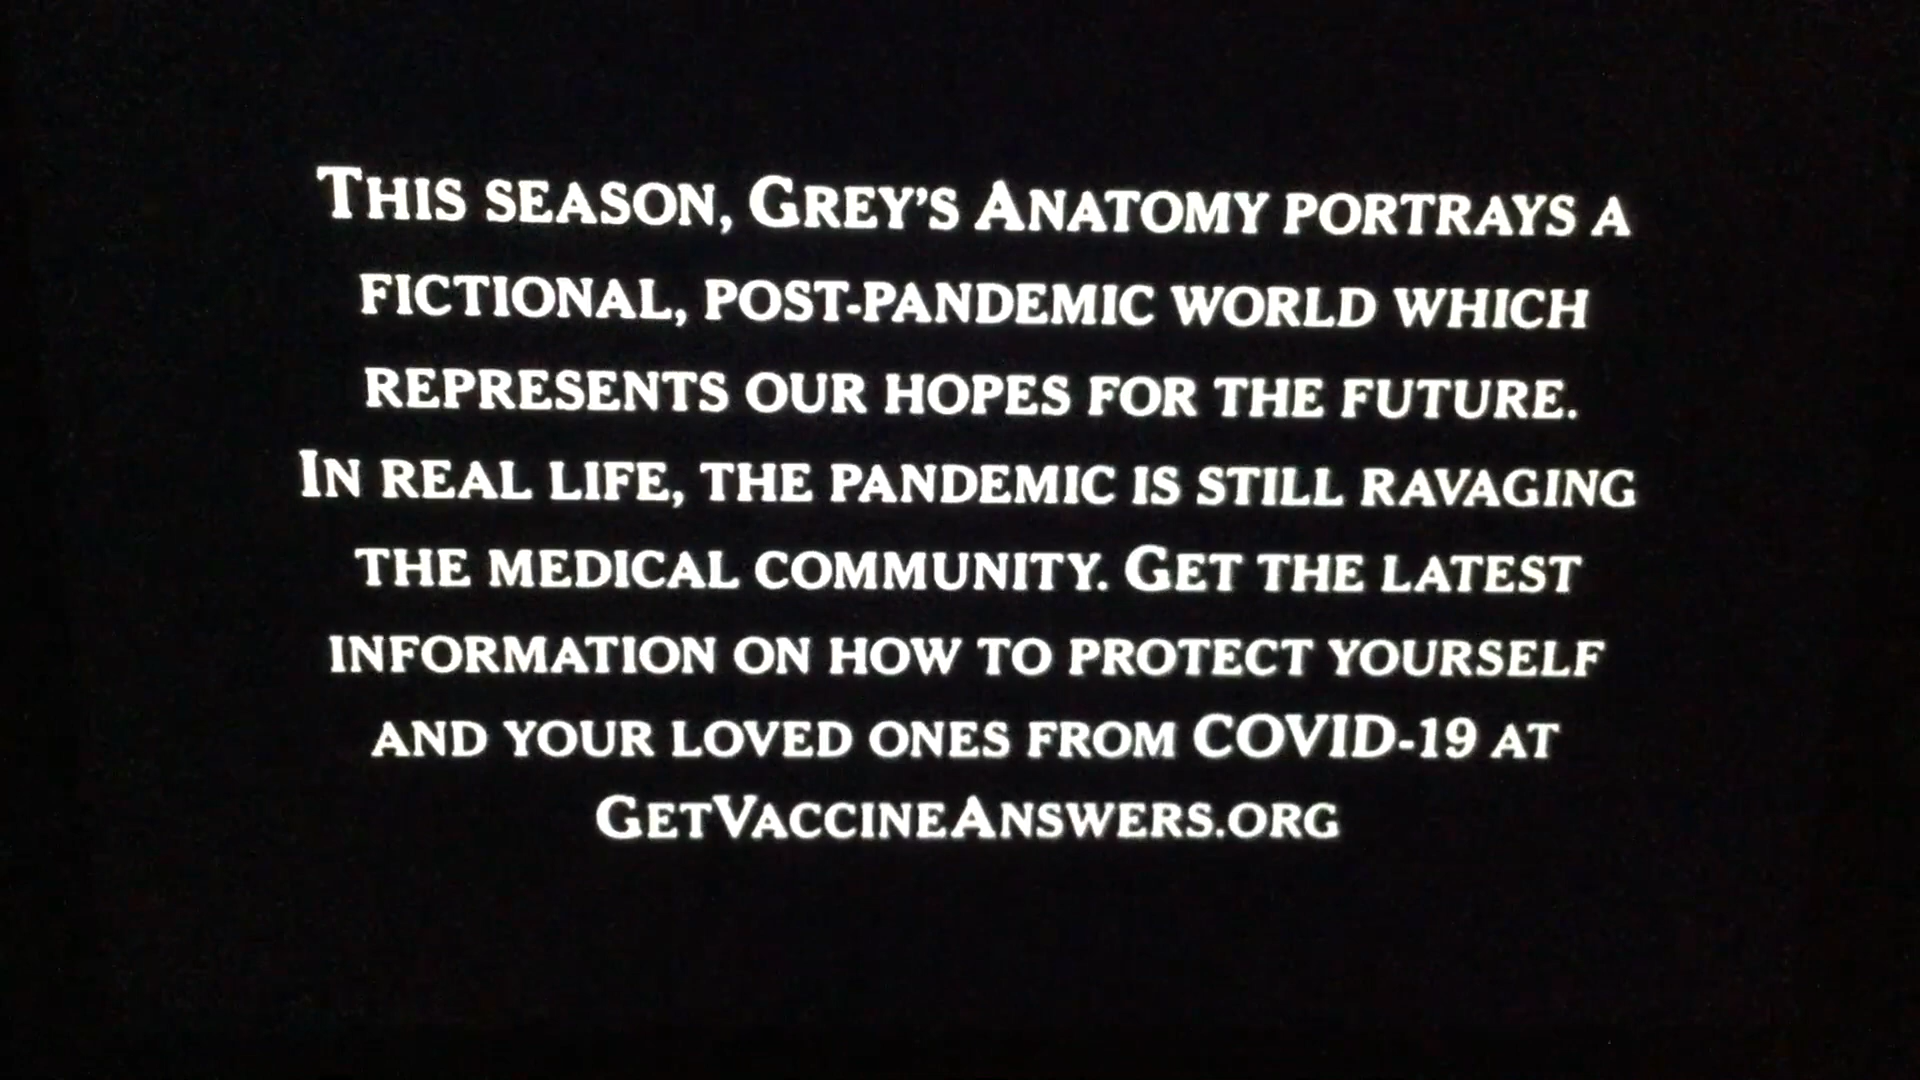 This season, Grey's Anatomy portrays a
fictional, post-pandemic world which
represents our hopes for the future.
In real life, the pandemic is still ravaging
the medical community. Get the latest
information on how to protect yourself
and your loved ones from COVID-19 at
GetVaccineAnswers.org